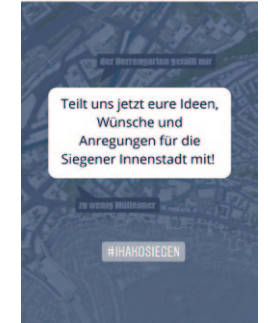 der Herrengarten gefällt mir
Teilt uns jetzt eure Ideen,
Wünsche und
Anregungen für die
Siegener Innenstadt mit!
zu wenig Mülleimer
#IHAKOSIEGEN